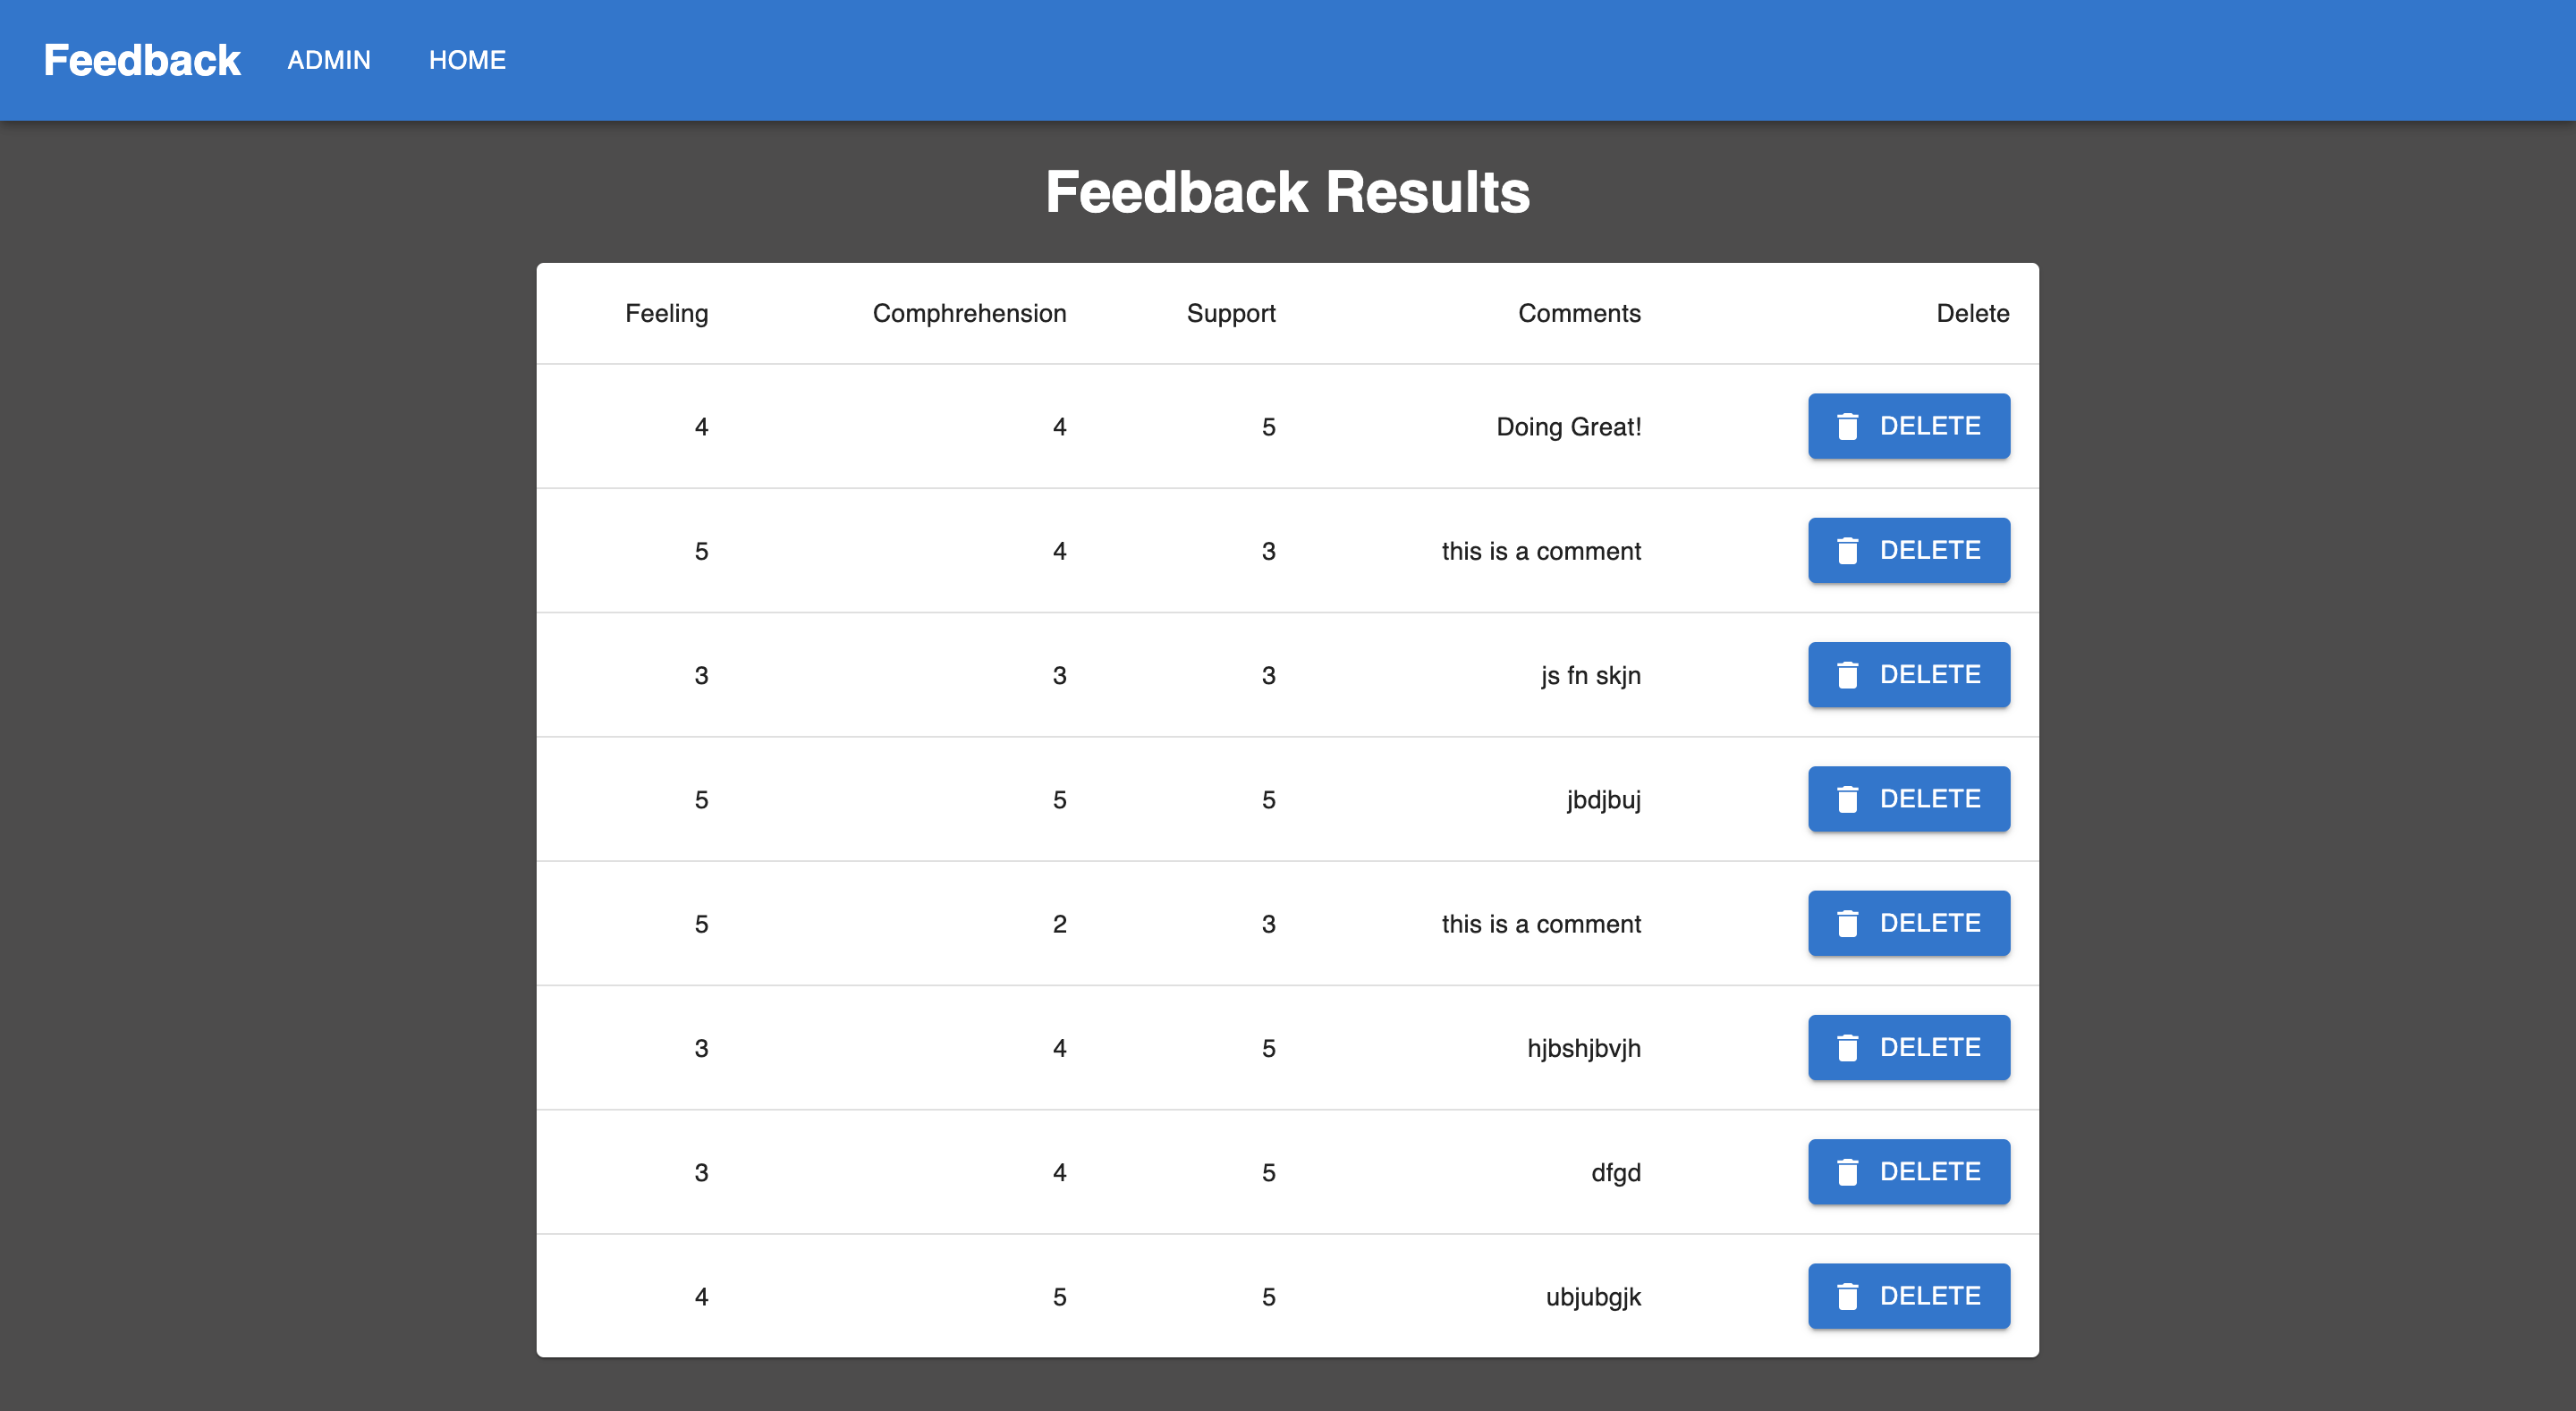 Feedback ADMIN HOME
Feedback Results
Feeling Comphrehension Support Comments Delete
4 4 5 Doing Great! DELETE
5 4 3 this is a comment DELETE
3 3 3 js fn skjn DELETE
5 5 5 jbdjbuj DELETE
5 2 3 this is a comment DELETE
3 4 5 hjbshjbvjh DELETE
3 4 5 dfgd DELETE
4 5 5 ubjubgjk DELETE